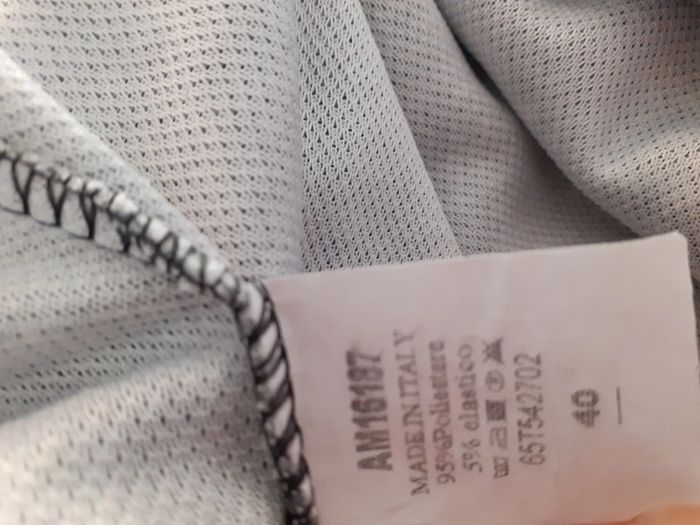 AM16187
MADE IN ITALY
95%Poliestere
5% elastico
65T542702
40